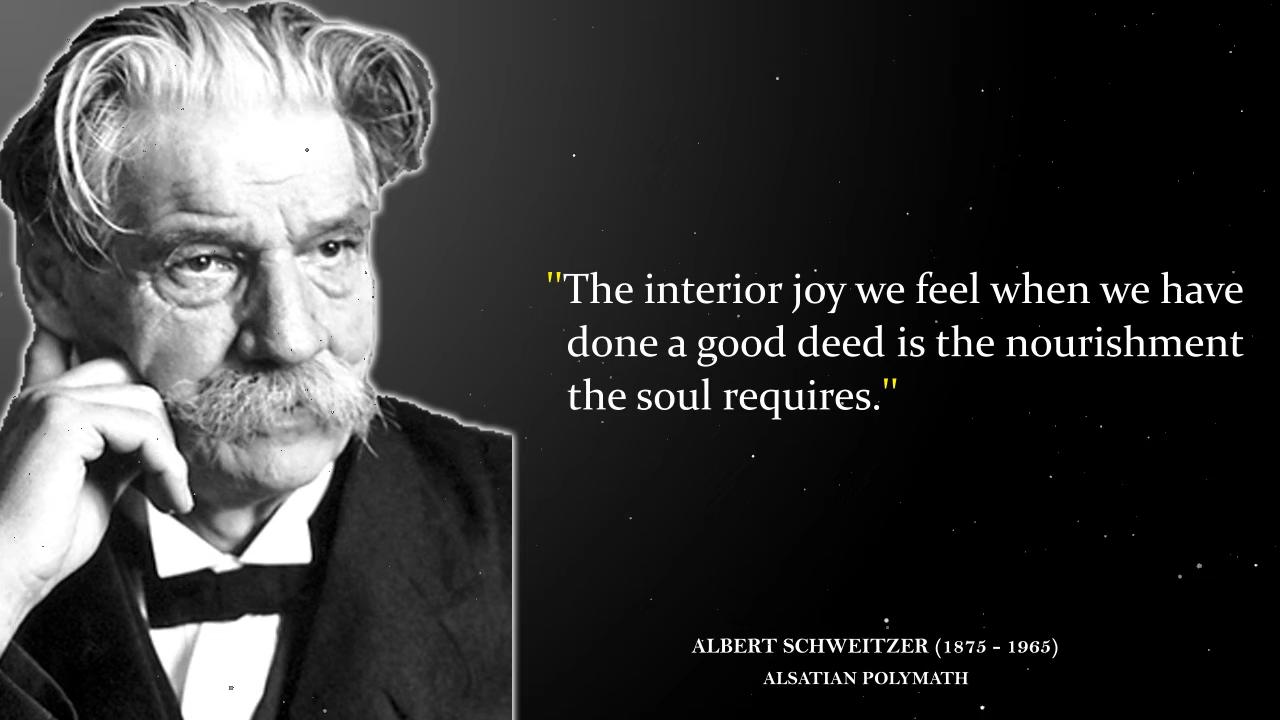 "The interior joy we feel when we have
done a good deed is the nourishment
the soul requires."
ALBERT SCHWEITZER (1875 - 1965)
ALSATIAN POLYMATH